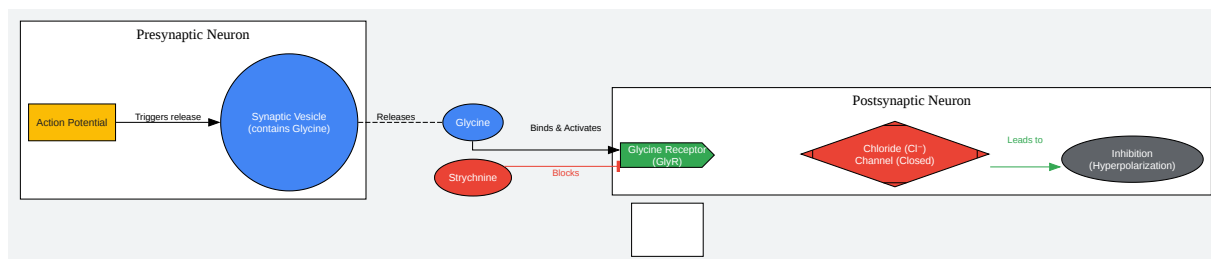 Presynaptic Neuron
Action Potential
Triggers release
Synaptic Vesicle
(contains Glycine)
Releases
Glycine
Strychnine
Binds & Activates
Blocks
Postsynaptic Neuron
Glycine Receptor
(GlyR)
Chloride (Cl⁻)
Channel (Closed)
Leads to
Inhibition
(Hyperpolarization)